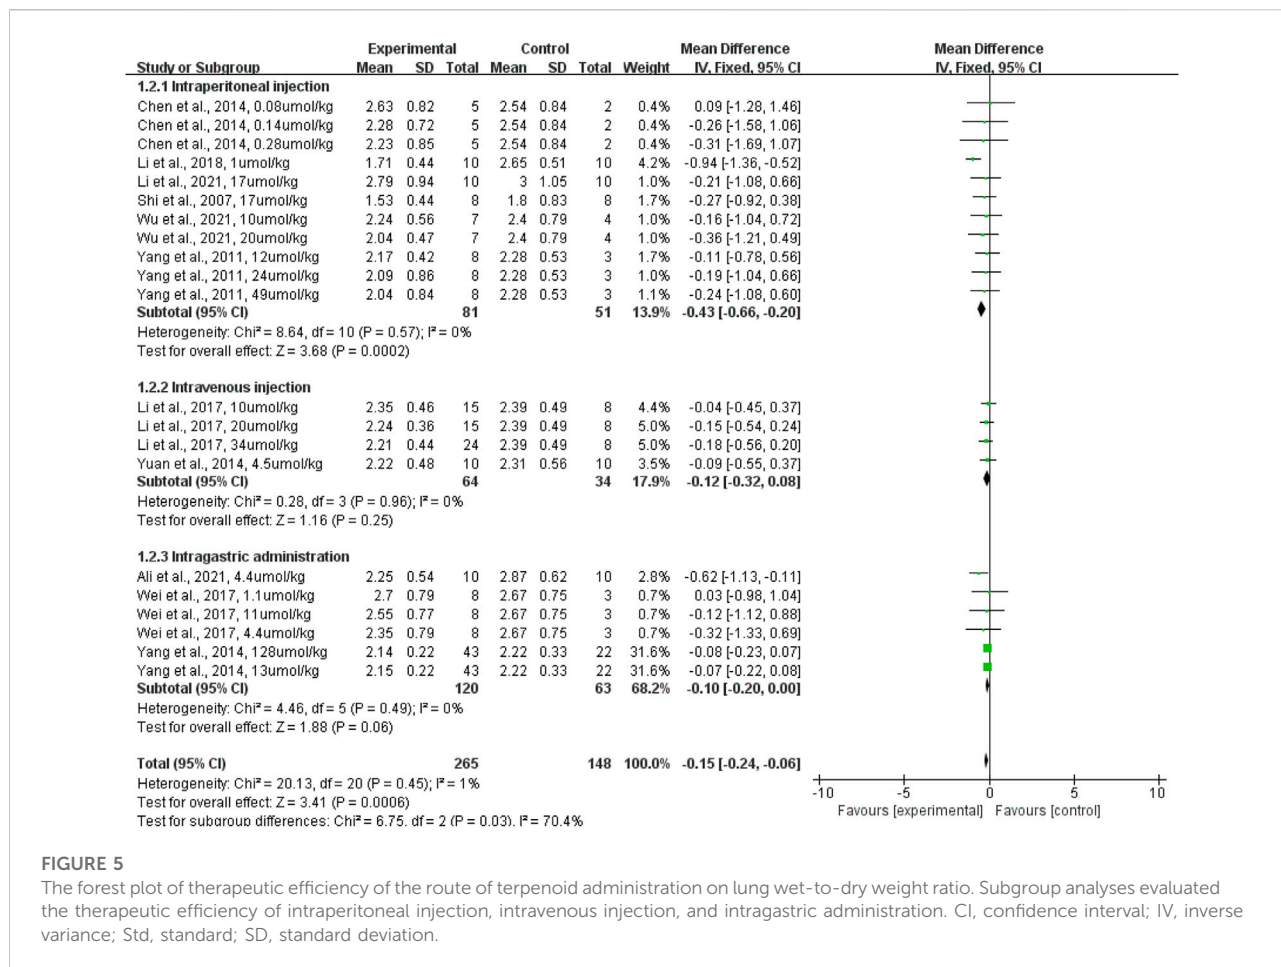 Experimental Control Mean Difference Mean Difference
Study or Subgroup Mean SD Total Mean SD Total Weight IV, Fixed, 95% CI IV, Fixed, 95% CI
1.2.1 Intraperitoneal injection
Chen et al., 2014, 0.08umol/kg 2.63 0.82 5 2.54 0.84 2 0.4% 0.09 [-1.28, 1.46]
Chen et al., 2014, 0.14umol/kg 2.28 0.72 5 2.54 0.84 2 0.4% -0.26 [-1.58, 1.06]
Chen et al., 2014, 0.28umol/kg 2.23 0.85 5 2.54 0.84 2 0.4% -0.31 [-1.69, 1.07]
Li et al., 2018, 1umol/kg 1.71 0.44 10 2.65 0.51 10 4.2% -0.94 [-1.36, -0.52]
Li et al., 2021, 17umol/kg 2.79 0.94 10 3 1.05 10 1.0% -0.21 [-1.08, 0.66]
Shi et al., 2007, 17umol/kg 1.53 0.44 8 1.8 0.83 8 1.7% -0.27 [-0.92, 0.38]
Wu et al., 2021, 10umol/kg 2.24 0.56 7 2.4 0.79 4 1.0% -0.16 [-1.04, 0.72]
Wu et al., 2021, 20umol/kg 2.04 0.47 7 2.4 0.79 4 1.0% -0.36 [-1.21, 0.49]
Yang et al., 2011, 12umol/kg 2.17 0.42 8 2.28 0.53 3 1.7% -0.11 [-0.78, 0.56]
Yang et al., 2011, 24umol/kg 2.09 0.86 8 2.28 0.53 3 1.0% -0.19 [-1.04, 0.66]
Yang et al., 2011, 49umol/kg 2.04 0.84 8 2.28 0.53 3 1.1% -0.24 [-1.08, 0.60]
Subtotal (95% CI) 81 51 13.9% -0.43 [-0.66, -0.20]
Heterogeneity: Chi² = 8.64, df = 10 (P = 0.57); I² = 0%
Test for overall effect: Z = 3.68 (P = 0.0002)
1.2.2 Intravenous injection
Li et al., 2017, 10umol/kg 2.35 0.46 15 2.39 0.49 8 4.4% -0.04 [-0.45, 0.37]
Li et al., 2017, 20umol/kg 2.24 0.36 15 2.39 0.49 8 5.0% -0.15 [-0.54, 0.24]
Li et al., 2017, 34umol/kg 2.21 0.44 24 2.39 0.49 8 5.0% -0.18 [-0.56, 0.20]
Yuan et al., 2014, 4.5umol/kg 2.22 0.48 10 2.31 0.56 10 3.5% -0.09 [-0.55, 0.37]
Subtotal (95% CI) 64 34 17.9% -0.12 [-0.32, 0.08]
Heterogeneity: Chi² = 0.28, df = 3 (P = 0.96); I² = 0%
Test for overall effect: Z = 1.16 (P = 0.25)
1.2.3 Intragastric administration
Ali et al., 2021, 4.4umol/kg 2.25 0.54 10 2.87 0.62 10 2.8% -0.62 [-1.13, -0.11]
Wei et al., 2017, 1.1umol/kg 2.7 0.79 8 2.67 0.75 3 0.7% 0.03 [-0.98, 1.04]
Wei et al., 2017, 11umol/kg 2.55 0.77 8 2.67 0.75 3 0.7% -0.12 [-1.12, 0.88]
Wei et al., 2017, 4.4umol/kg 2.35 0.79 8 2.67 0.75 3 0.7% -0.32 [-1.33, 0.69]
Yang et al., 2014, 128umol/kg 2.14 0.22 43 2.22 0.33 22 31.6% -0.08 [-0.23, 0.07]
Yang et al., 2014, 13umol/kg 2.15 0.22 43 2.22 0.33 22 31.6% -0.07 [-0.22, 0.08]
Subtotal (95% CI) 120 63 68.2% -0.10 [-0.20, 0.00]
Heterogeneity: Chi² = 4.46, df = 5 (P = 0.49); I² = 0%
Test for overall effect: Z = 1.88 (P = 0.06)
Total (95% CI) 265 148 100.0% -0.15 [-0.24, -0.06]
Heterogeneity: Chi² = 20.13, df = 20 (P = 0.45); I² = 1%
Test for overall effect: Z = 3.41 (P = 0.0006)
Test for subgroup differences: Chi² = 6.75, df = 2 (P = 0.03), I² = 70.4%
-10 -5 0 5 10
Favours [experimental] Favours [control]
FIGURE 5
The forest plot of therapeutic efficiency of the route of terpenoid administration on lung wet-to-dry weight ratio. Subgroup analyses evaluated
the therapeutic efficiency of intraperitoneal injection, intravenous injection, and intragastric administration. CI, confidence interval; IV, inverse
variance; Std, standard; SD, standard deviation.